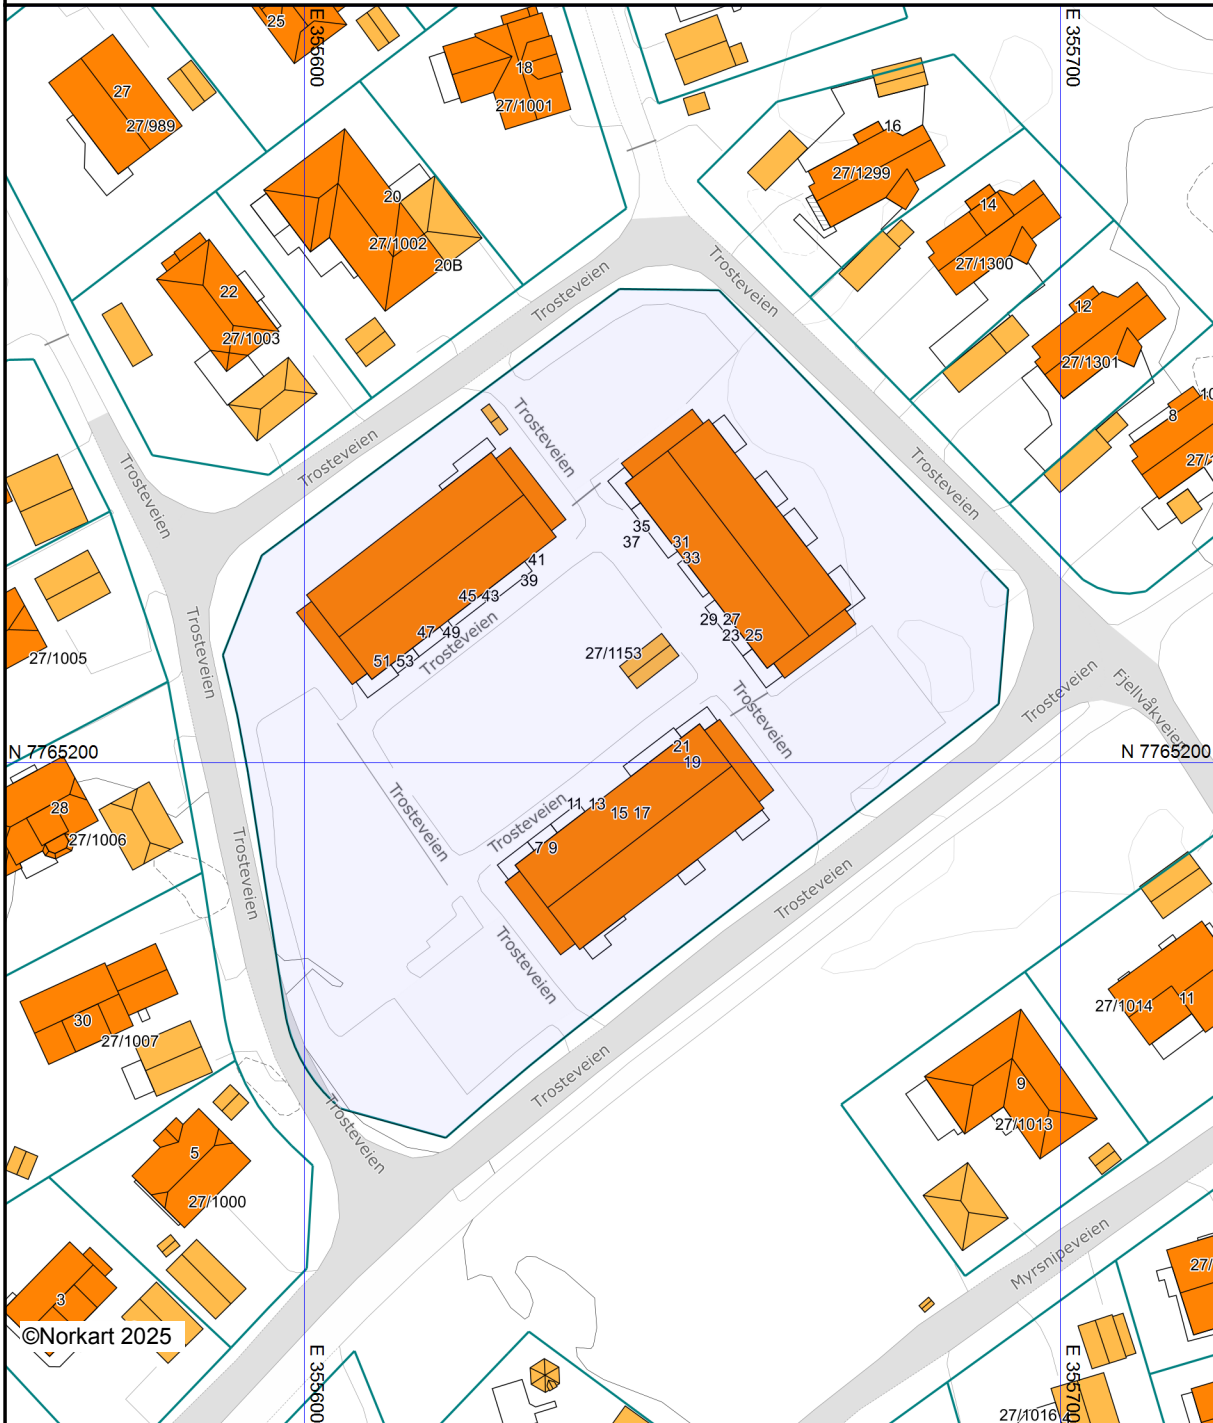 25
E 355600
E 355700
27
27/989
18
27/1001
16
27/1299
20
27/1002
20B
14
27/1300
22
27/1003
12
27/1301
10
8
Trosteveien
Trosteveien
Trosteveien
Trosteveien
Trosteveien
Trosteveien
27/1005
Trosteveien
35
37
31
33
41
39
45 43
47 49
51 53
Trosteveien
29 27
23 25
27/1153
Trosteveien
Trosteveien
Fjellvåkveien
N 7765200
N 7765200
21
19
28
27/1006
Trosteveien
Trosteveien
11 13
15 17
7 9
Trosteveien
Trosteveien
Trosteveien
30
27/1007
27/1014
11
9
27/1013
Trosteveien
Trosteveien
5
27/1000
Myrsnipeveien
3
©Norkart 2025
E 355600
E 355700
27/1016